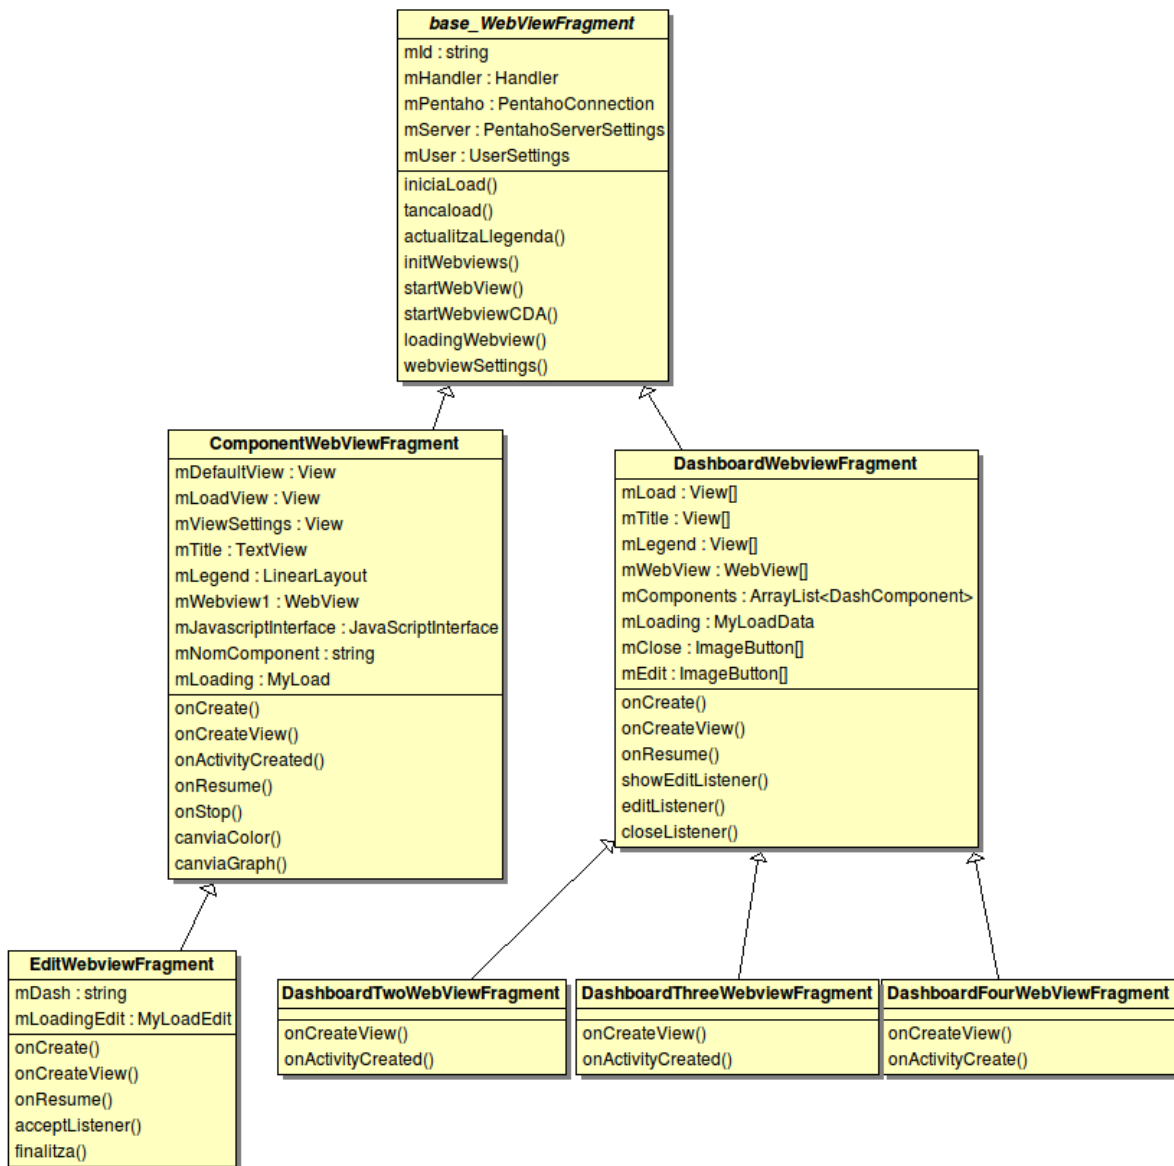 base_WebViewFragment
mId : string
mHandler : Handler
mPentaho : PentahoConnection
mServer : PentahoServerSettings
mUser : UserSettings
iniciaLoad()
tancaload()
actualitzaLlegenda()
initWebviews()
startWebView()
startWebviewCDA()
loadingWebview()
webviewSettings()
ComponentWebViewFragment
mDefaultView : View
mLoadView : View
mViewSettings : View
mTitle : TextView
mLegend : LinearLayout
mWebview1 : WebView
mJavascriptInterface : JavaScriptInterface
mNomComponent : string
mLoading : MyLoad
onCreate()
onCreateView()
onActivityCreated()
onResume()
onStop()
canviaColor()
canviaGraph()
DashboardWebviewFragment
mLoad : View[]
mTitle : View[]
mLegend : View[]
mWebView : WebView[]
mComponents : ArrayList<DashComponent>
mLoading : MyLoadData
mClose : ImageButton[]
mEdit : ImageButton[]
onCreate()
onCreateView()
onResume()
showEditListener()
editListener()
closeListener()
EditWebviewFragment
mDash : string
mLoadingEdit : MyLoadEdit
onCreate()
onCreateView()
onResume()
acceptListener()
finalitza()
DashboardTwoWebViewFragment
onCreateView()
onActivityCreated()
DashboardThreeWebviewFragment
onCreateView()
onActivityCreated()
DashboardFourWebViewFragment
onCreateView()
onActivityCreate()